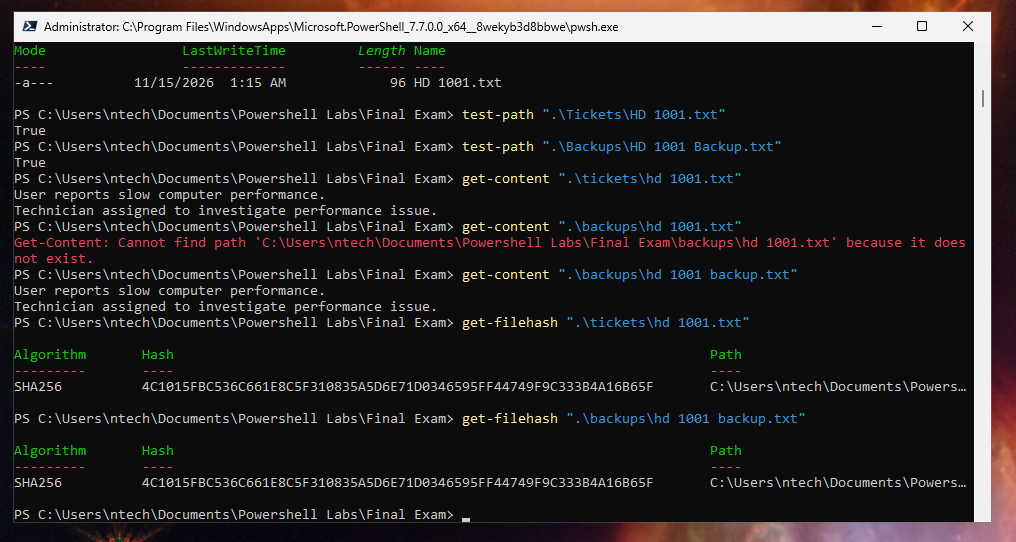 Administrator: C:\Program Files\WindowsApps\Microsoft.PowerShell_7.7.0.0_x64__8wekyb3d8bbwe\pwsh.exe
Mode                 LastWriteTime         Length Name
----                 -------------         ------ ----
-a---          11/15/2026  1:15 AM             96 HD 1001.txt
PS C:\Users\ntech\Documents\Powershell Labs\Final Exam> test-path ".\Tickets\HD 1001.txt"
True
PS C:\Users\ntech\Documents\Powershell Labs\Final Exam> test-path ".\Backups\HD 1001 Backup.txt"
True
PS C:\Users\ntech\Documents\Powershell Labs\Final Exam> get-content ".\tickets\hd 1001.txt"
User reports slow computer performance.
Technician assigned to investigate performance issue.
PS C:\Users\ntech\Documents\Powershell Labs\Final Exam> get-content ".\backups\hd 1001.txt"
Get-Content: Cannot find path 'C:\Users\ntech\Documents\Powershell Labs\Final Exam\backups\hd 1001.txt' because it does
not exist.
PS C:\Users\ntech\Documents\Powershell Labs\Final Exam> get-content ".\backups\hd 1001 backup.txt"
User reports slow computer performance.
Technician assigned to investigate performance issue.
PS C:\Users\ntech\Documents\Powershell Labs\Final Exam> get-filehash ".\tickets\hd 1001.txt"
Algorithm       Hash                                                                   Path
---------       ----                                                                   ----
SHA256          4C1015FBC536C661E8C5F310835A5D6E71D0346595FF44749F9C333B4A16B65F       C:\Users\ntech\Documents\Powers…
PS C:\Users\ntech\Documents\Powershell Labs\Final Exam> get-filehash ".\backups\hd 1001 backup.txt"
Algorithm       Hash                                                                   Path
---------       ----                                                                   ----
SHA256          4C1015FBC536C661E8C5F310835A5D6E71D0346595FF44749F9C333B4A16B65F       C:\Users\ntech\Documents\Powers…
PS C:\Users\ntech\Documents\Powershell Labs\Final Exam>